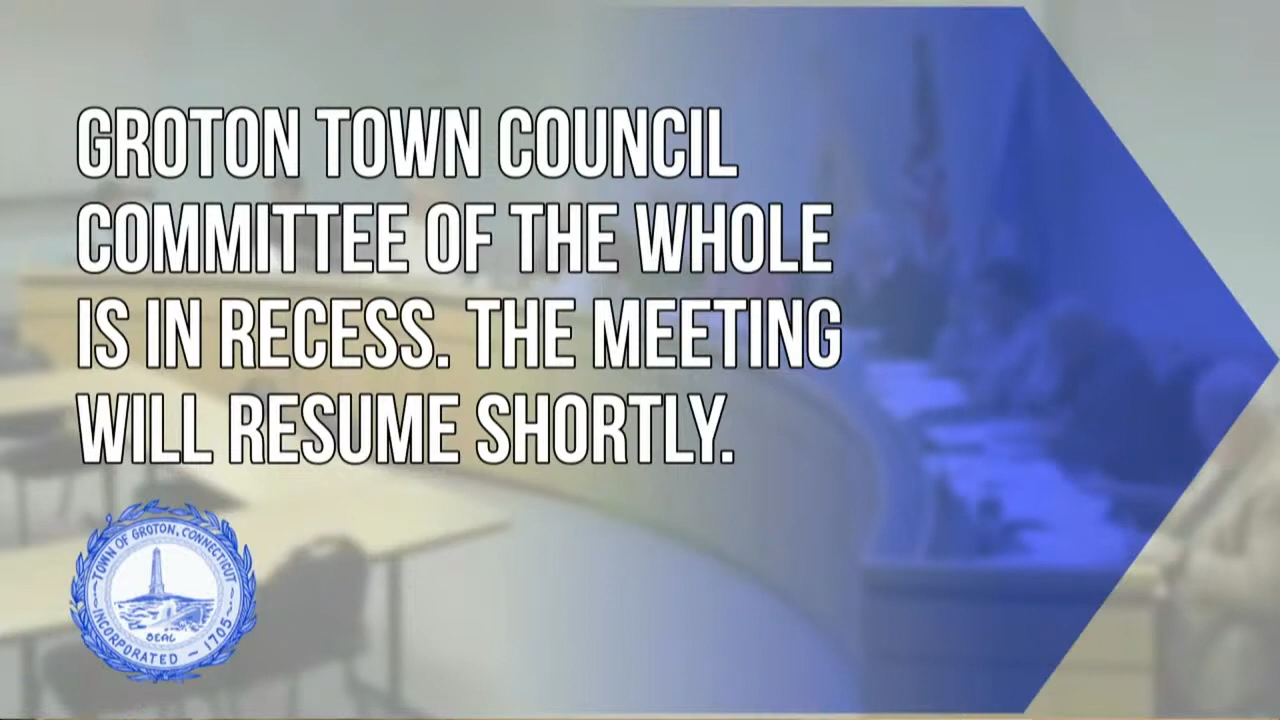 GROTON TOWN COUNCIL
COMMITTEE OF THE WHOLE
IS IN RECESS. THE MEETING
WILL RESUME SHORTLY.
TOWN OF GROTON, CONNECTICUT
SEAL
INCORPORATED ~ 1705